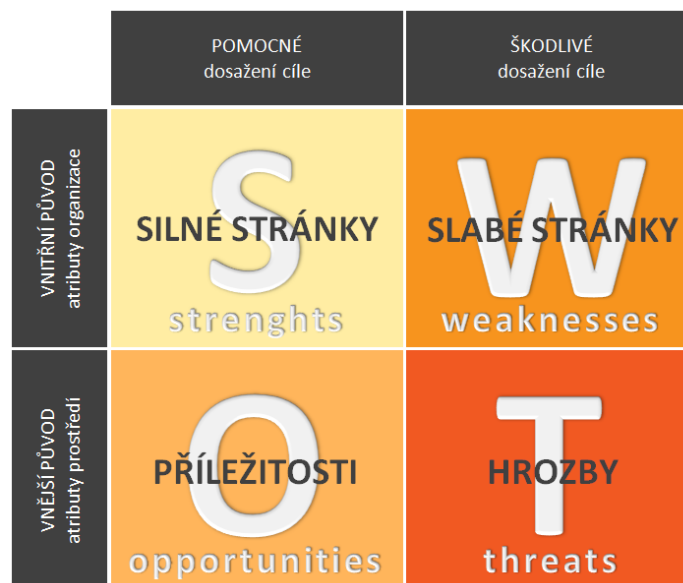 POMOCNÉ
dosažení cíle
ŠKODLIVÉ
dosažení cíle
VNITŘNÍ PŮVOD
atributy organizace
S
SILNÉ STRÁNKY
strenghts
W
SLABÉ STRÁNKY
weaknesses
VNĚJŠÍ PŮVOD
atributy prostředí
O
PŘÍLEŽITOSTI
opportunities
T
HROZBY
threats